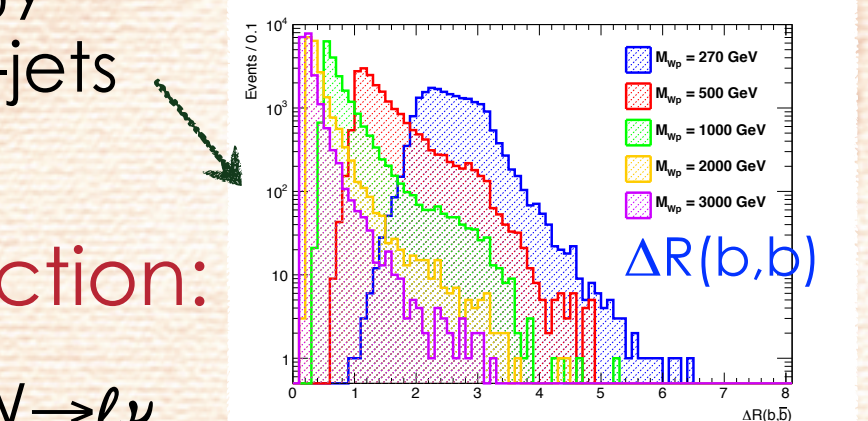 -jets
ction:
W→ℓν
Events / 0.1
10⁴
10³
10²
10
1
0 1 2 3 4 5 6 7 8
ΔR(b,b̅)
M_Wp = 270 GeV
M_Wp = 500 GeV
M_Wp = 1000 GeV
M_Wp = 2000 GeV
M_Wp = 3000 GeV
ΔR(b,b)